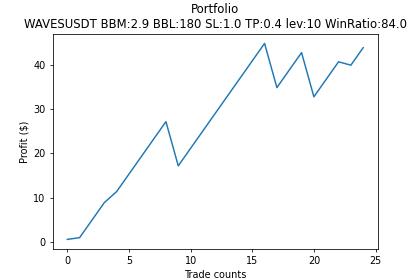 Portfolio
WAVESUSDT BBM:2.9 BBL:180 SL:1.0 TP:0.4 lev:10 WinRatio:84.0
40
30
20
10
0
Profit ($)
0 5 10 15 20 25
Trade counts